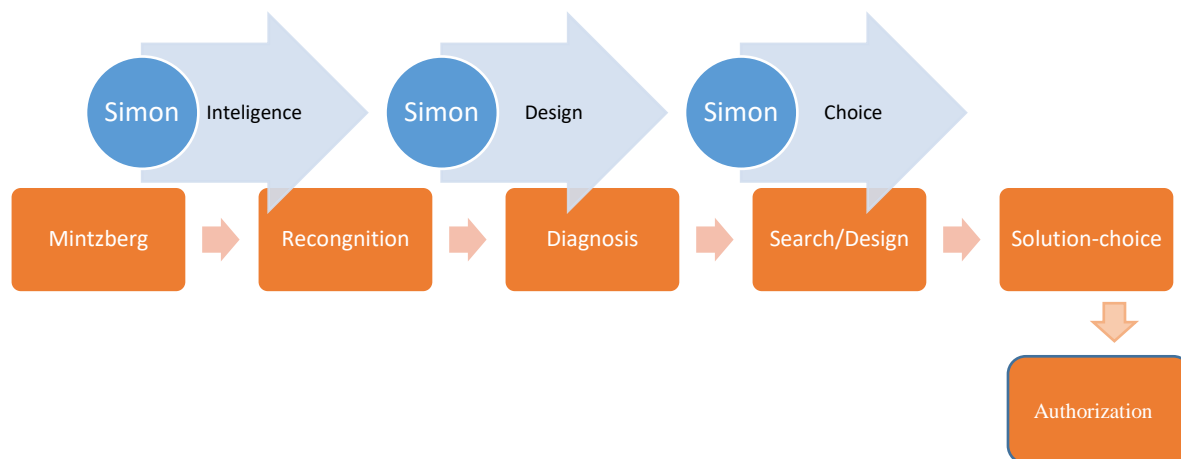 Simon
Inteligence
Simon
Design
Simon
Choice
Mintzberg
Recongnition
Diagnosis
Search/Design
Solution-choice
Authorization